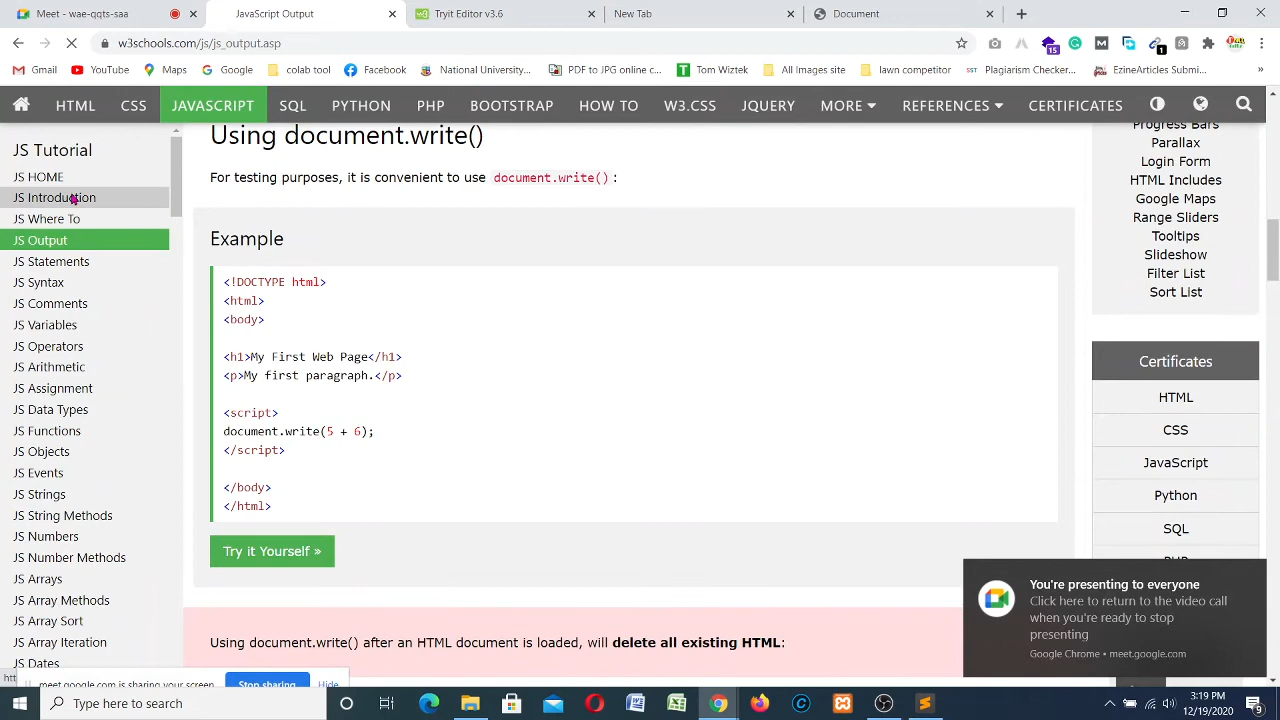 Meet – wae-qqts-saa
JavaScript Output
Tryit Editor v3.6
New Tab
Document
w3schools.com/js/js_output.asp
15
1
Gmail
YouTube
Maps
Google
colab tool
Facebook
National University...
PDF to JPG online c...
Tom Wiztek
All Images site
lawn competitor
Plagiarism Checker...
EzineArticles Submi...
»
HTML
CSS
JAVASCRIPT
SQL
PYTHON
PHP
BOOTSTRAP
HOW TO
W3.CSS
JQUERY
MORE
REFERENCES
CERTIFICATES
JS Tutorial
JS HOME
JS Introduction
JS Where To
JS Output
JS Statements
JS Syntax
JS Comments
JS Variables
JS Operators
JS Arithmetic
JS Assignment
JS Data Types
JS Functions
JS Objects
JS Events
JS Strings
JS String Methods
JS Numbers
JS Number Methods
JS Arrays
JS Array Methods
JS Array Sort
JS Array Iteration
JS Dates
Using document.write()
For testing purposes, it is convenient to use document.write() :
Example
<!DOCTYPE html>
<html>
<body>
<h1>My First Web Page</h1>
<p>My first paragraph.</p>
<script>
document.write(5 + 6);
</script>
</body>
</html>
Try it Yourself »
Using document.write() after an HTML document is loaded, will delete all existing HTML:
Progress Bars
Parallax
Login Form
HTML Includes
Google Maps
Range Sliders
Tooltips
Slideshow
Filter List
Sort List
Certificates
HTML
CSS
JavaScript
Python
SQL
PHP
You're presenting to everyone
Click here to return to the video call
when you're ready to stop
presenting
Google Chrome • meet.google.com
meet.google.com is sharing your screen
Stop sharing
Hide
Type here to search
3:19 PM
12/19/2020